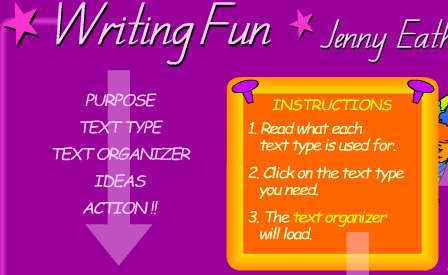 Writing Fun Jenny Eath
PURPOSE
TEXT TYPE
TEXT ORGANIZER
IDEAS
ACTION !!
INSTRUCTIONS
1. Read what each
text type is used for.
2. Click on the text type
you need.
3. The text organizer
will load.